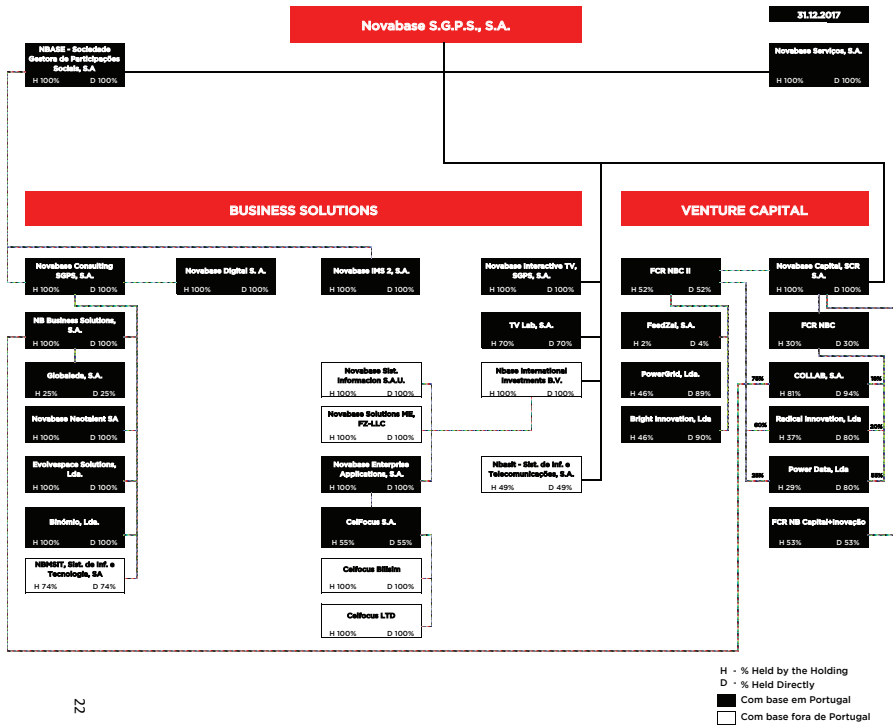 Novabase S.G.P.S., S.A.
31.12.2017
NBASE - Sociedade
Gestora de Participações
Sociais, S.A
H 100% D 100%
Novabase Serviços, S.A.
H 100% D 100%
BUSINESS SOLUTIONS
VENTURE CAPITAL
Novabase Consulting
SGPS, S.A.
H 100% D 100%
Novabase Digital S. A.
H 100% D 100%
Novabase IMS 2, S.A.
H 100% D 100%
Novabase Interactive TV,
SGPS, S.A.
H 100% D 100%
FCR NBC II
H 52% D 52%
Novabase Capital, SCR
S.A.
H 100% D 100%
NB Business Solutions,
S.A.
H 100% D 100%
TV Lab, S.A.
H 70% D 70%
FeedZai, S.A.
H 2% D 4%
FCR NBC
H 30% D 30%
Globaleda, S.A.
H 25% D 25%
Novabase Sist.
Informacion S.A.U.
H 100% D 100%
Nbase International
Investments B.V.
H 100% D 100%
PowerGrid, Lda.
H 46% D 89%
75%
COLLAB, S.A.
H 81% D 94%
Novabase Neotalent SA
H 100% D 100%
Novabase Solutions ME,
FZ-LLC
H 100% D 100%
Bright Innovation, Lda
H 46% D 90%
60%
Radical Innovation, Lda
H 37% D 80%
20%
Evolvespace Solutions,
Lda.
H 100% D 100%
Novabase Enterprise
Applications, S.A.
H 100% D 100%
Nbasit - Sist. de Inf. e
Telecomunicações, S.A.
H 49% D 49%
25%
Power Data, Lda
H 29% D 80%
55%
Binómio, Lda.
H 100% D 100%
CelFocus S.A.
H 55% D 55%
FCR NB Capital+Inovação
H 53% D 53%
NBMSIT, Sist. de Inf. e
Tecnologia, SA
H 74% D 74%
Celfocus Bilisim
H 100% D 100%
Celfocus LTD
H 100% D 100%
H - % Held by the Holding
D - % Held Directly
Com base em Portugal
Com base fora de Portugal
22